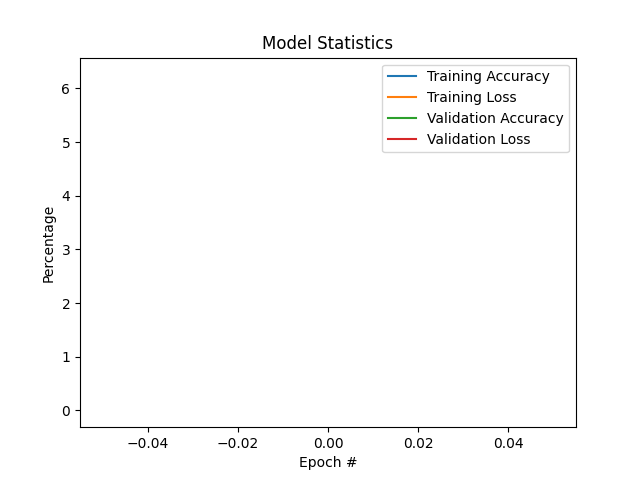 Model Statistics
Training Accuracy
Training Loss
Validation Accuracy
Validation Loss
6
5
4
3
2
1
0
Percentage
−0.04 −0.02 0.00 0.02 0.04
Epoch #